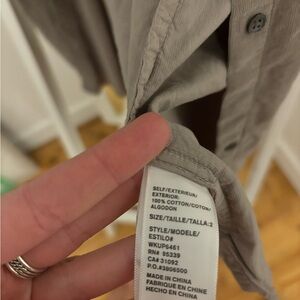 SELF/EXTERIEUR/
EXTERIOR:
100% COTTON/COTON/
ALGODON
SIZE/TAILLE/TALLA:2
STYLE/MODELE/
ESTILO#
WKUP6461
RN# 95339
CA# 31092
P.O.#3806500
MADE IN CHINA
FABRIQUE EN CHINE
HECHO EN CHINA